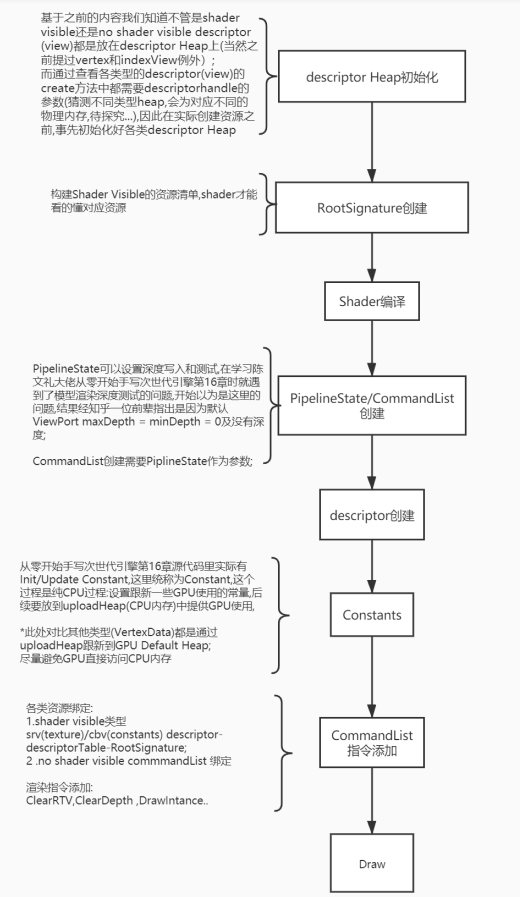 基于之前的内容我们知道不管是shader
visible还是no shader visible descriptor
(view)都是放在descriptor Heap上(当然之
前提过vertex和indexView例外）;
而通过查看各类型的descriptor(view)的
create方法中都需要descriptorhandle的
参数(猜测不同类型heap,会为对应不同的
物理内存,待探究...),因此在实际创建资源之
前,事先初始化好各类descriptor Heap
descriptor Heap初始化
构建Shader Visible的资源清单,shader才能
看的懂对应资源
RootSignature创建
Shader编译
PipelineState可以设置深度写入和测试,在学习陈
文礼大佬从零开始手写次世代引擎第16章时就遇
到了模型渲染深度测试的问题,开始以为是这里的
问题,结果经知乎一位前辈指出是因为默认
ViewPort maxDepth = minDepth = 0及没有深
度;
CommandList创建需要PiplineState作为参数;
PipelineState/CommandList
创建
descriptor创建
从零开始手写次世代引擎第16章源代码里实际有
Init/Update Constant,这里统称为Constant,这个
过程是纯CPU过程:设置跟新一些GPU使用的常量,后
续要放到uploadHeap(CPU内存)中提供GPU使用,
*此处对比其他类型(VertexData)都是通过
uploadHeap跟新到GPU Default Heap;
尽量避免GPU直接访问CPU内存
Constants
各类资源绑定:
1.shader visible类型
srv(texture)/cbv(constants) descriptor-
descriptorTable-RootSignature;
2 .no shader visible commmandList 绑定
渲染指令添加:
ClearRTV,ClearDepth ,DrawIntance..
CommandList
指令添加
Draw